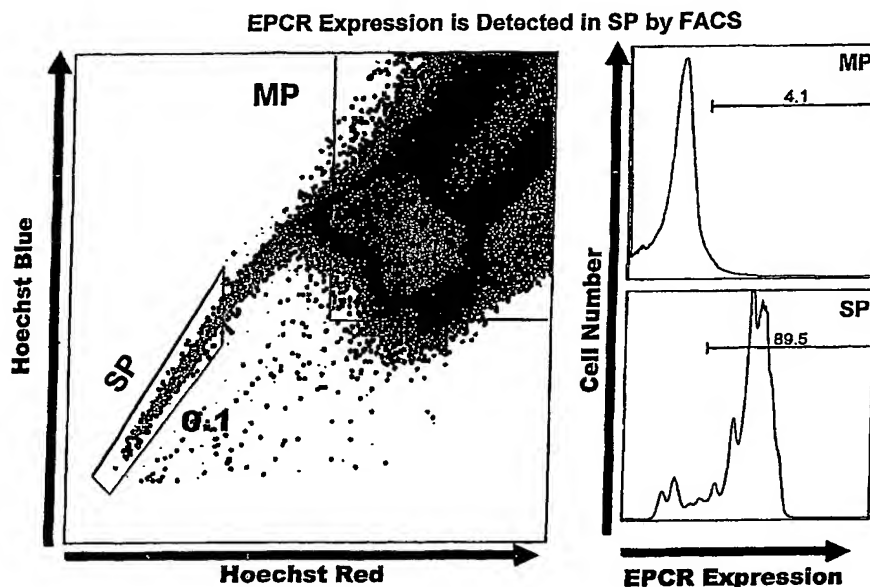 EPCR Expression is Detected in SP by FACS
Hoechst Blue
MP
SP
0.1
Hoechst Red
Cell Number
MP
4.1
SP
89.5
EPCR Expression